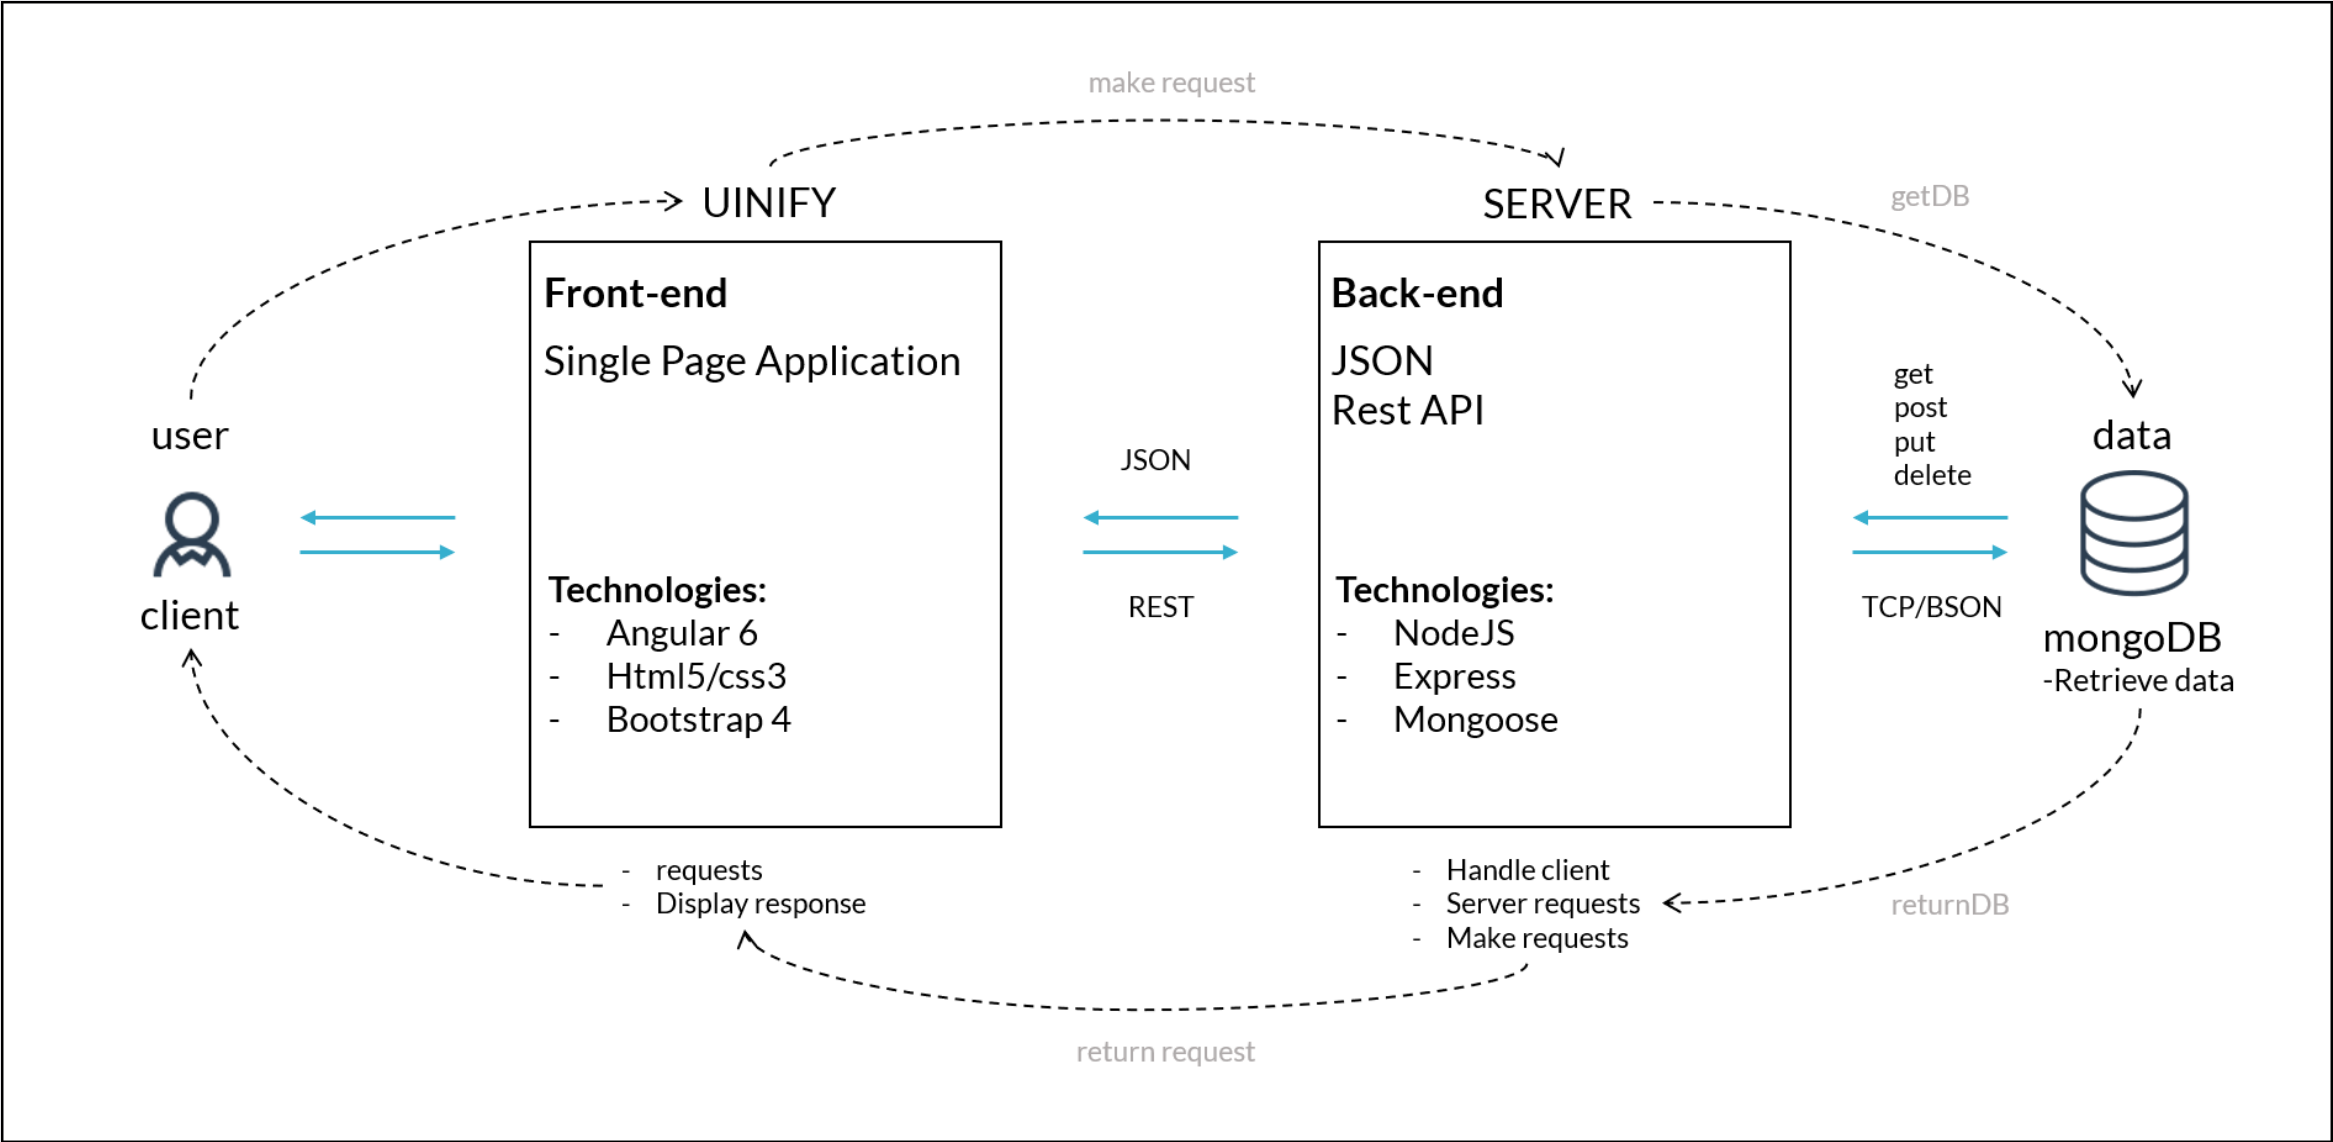 make request
UINIFY
SERVER
getDB
Front-end
Single Page Application
Back-end
JSON
Rest API
user
client
JSON
REST
get
post
put
delete
TCP/BSON
data
mongoDB
-Retrieve data
Technologies:
- Angular 6
- Html5/css3
- Bootstrap 4
Technologies:
- NodeJS
- Express
- Mongoose
- requests
- Display response
- Handle client
- Server requests
- Make requests
returnDB
return request